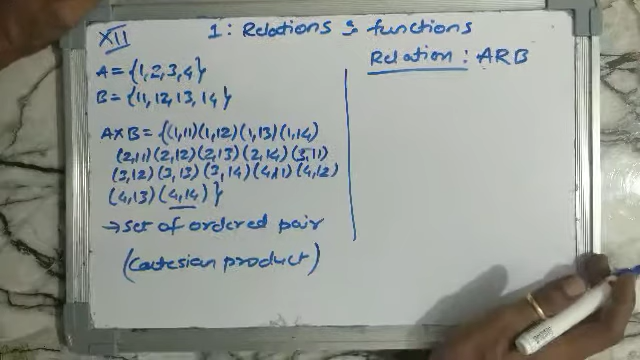 XII
1: Relations & functions
A = {1,2,3,4}
B = {11, 12, 13, 14}
A×B = {(1,11)(1,12)(1,13)(1,14)
(2,11)(2,12)(2,13)(2,14)(3,11)
(3,12)(3,13)(3,14)(4,11)(4,12)
(4,13)(4,14)}
→ set of ordered pair
(Cartesian product)
Relation: ARB